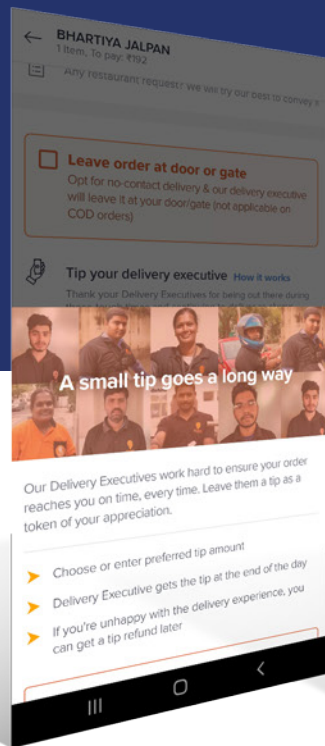 BHARTIYA JALPAN
1 Item, To pay: ₹192
Any restaurant request? We will try our best to convey it
Leave order at door or gate
Opt for no-contact delivery & our delivery executive
will leave it at your door/gate (not applicable on
COD orders)
Tip your delivery executive How it works
Thank your Delivery Executives for being out there during
A small tip goes a long way
Our Delivery Executives work hard to ensure your order
reaches you on time, every time. Leave them a tip as a
token of your appreciation.
Choose or enter preferred tip amount
Delivery Executive gets the tip at the end of the day
If you're unhappy with the delivery experience, you
can get a tip refund later